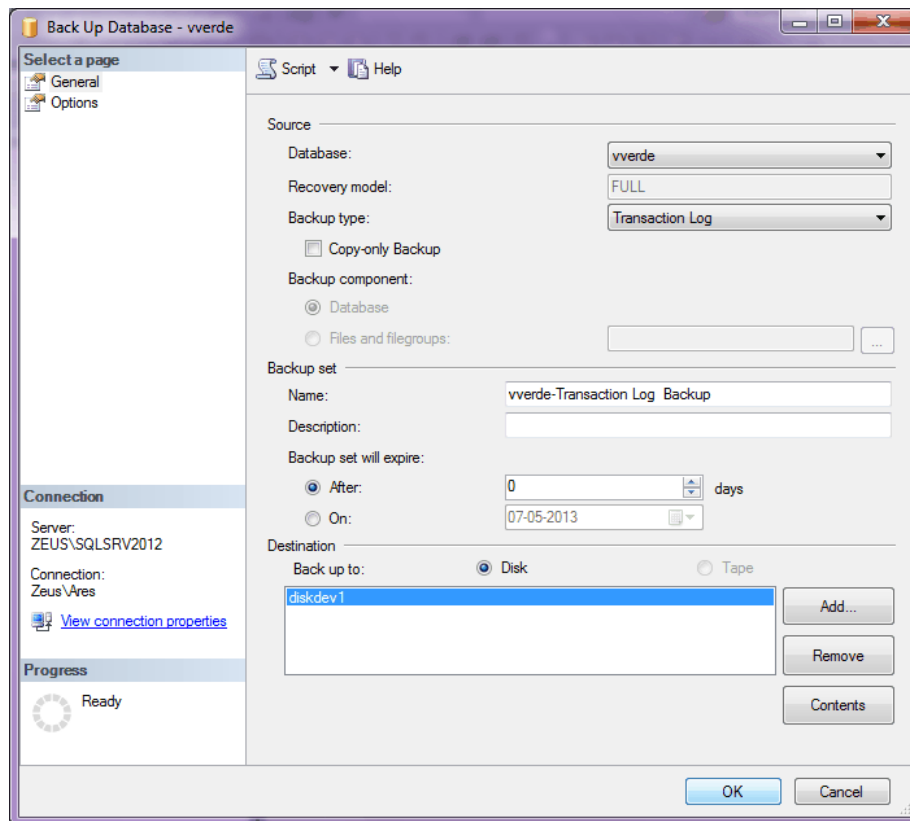 Back Up Database - vverde
Select a page
General
Options
Script
Help
Source
Database:
vverde
Recovery model:
FULL
Backup type:
Transaction Log
Copy-only Backup
Backup component:
Database
Files and filegroups:
...
Backup set
Name:
vverde-Transaction Log  Backup
Description:
Backup set will expire:
After:
0
days
On:
07-05-2013
Destination
Back up to:
Disk
Tape
diskdev1
Add...
Remove
Contents
Connection
Server:
ZEUS\SQLSRV2012
Connection:
Zeus\Ares
View connection properties
Progress
Ready
OK
Cancel